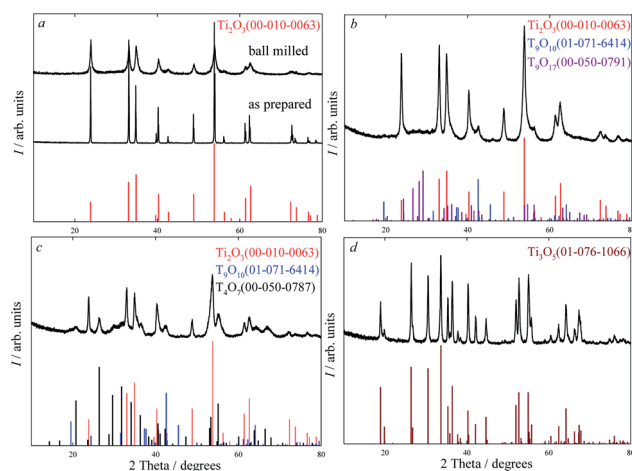 a
Ti2O3(00-010-0063)
ball milled
as prepared
I / arb. units
20 40 60 80
b
Ti2O3(00-010-0063)
T9O10(01-071-6414)
T9O17(00-050-0791)
I / arb. units
20 40 60 80
c
Ti2O3(00-010-0063)
T9O10(01-071-6414)
T4O7(00-050-0787)
I / arb. units
20 40 60 80
2 Theta / degrees
d
Ti3O5(01-076-1066)
I / arb. units
20 40 60 80
2 Theta / degrees